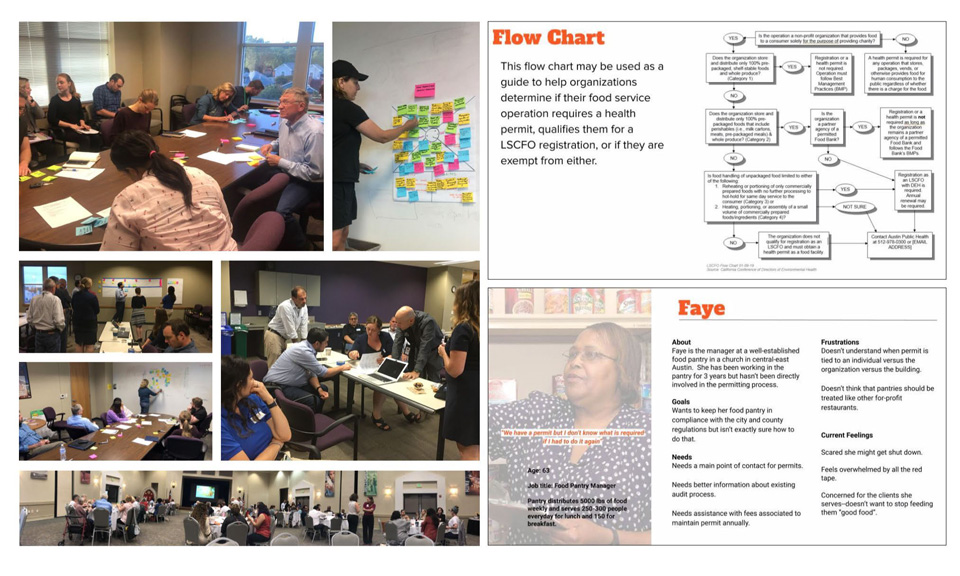 Flow Chart
This flow chart may be used as a
guide to help organizations
determine if their food service
operation requires a health
permit, qualifies them for a
LSCFO registration, or if they are
exempt from either.
YES
Is the operation a non-profit organization that provides food
to a consumer solely for the purpose of providing charity?
NO
Does the organization store
and distribute only 100% pre-
packaged, shelf-stable foods
and whole produce?
(Category 1)
YES
Registration or a
health permit is
not required.
Operation must
follow Best
Management
Practices (BMP)
A health permit is required for
any operation that stores,
packages, vends, or
otherwise provides food for
human consumption to the
public regardless of whether
there is a charge for the food
NO
Does the organization store and
distribute only 100% pre-
packaged foods that include
perishables (i.e., milk cartons,
meats, pre-packaged meals) &
whole produce? (Category 2)
YES
Is the
organization
a partner
agency of a
permitted
Food Bank?
YES
Registration or a
health permit is not
required as long as
the organization
remains a partner
agency of a permitted
Food Bank and
follows the Food
Bank's BMPs.
NO
NO
Is food handling of unpackaged food limited to either
of the following:
1. Reheating or portioning of only commercially
prepared foods with no further processing to
hot-hold for same day service to the
consumer (Category 3) or
2. Heating, portioning, or assembly of a small
volume of commercially prepared
foods/ingredients (Category 4)?
YES
NOT SURE
Registration as
an LSCFO
with DEH is
required.
Annual
renewal may
be required.
NO
The organization does not
qualify for registration as an
LSCFO and must obtain a
health permit as a food facility
Contact Austin Public Health
at 512-978-0300 or [EMAIL
ADDRESS]
Source: California Conference of Directors of Environmental Health
Faye
About
Faye is the manager at a well-established
food pantry in a church in central-east
Austin. She has been working in the
pantry for 3 years but hasn't been directly
involved in the permitting process.
Goals
Wants to keep her food pantry in
compliance with the city and county
regulations but isn't exactly sure how to
do that.
Needs
Needs a main point of contact for permits.
Needs better information about existing
audit process.
Needs assistance with fees associated to
maintain permit annually.
Frustrations
Doesn't understand when permit is
tied to an individual versus the
organization versus the building.
Doesn't think that pantries should be
treated like other for-profit
restaurants.
Current Feelings
Scared she might get shut down.
Feels overwhelmed by all the red
tape.
Concerned for the clients she
serves–doesn't want to stop feeding
them "good food".
"We have a permit but I don't know what is required
if I had to do it again"
Age: 63
Job title: Food Pantry Manager
Pantry distributes 5000 lbs of food
weekly and serves 250-300 people
everyday for lunch and 150 for
breakfast.